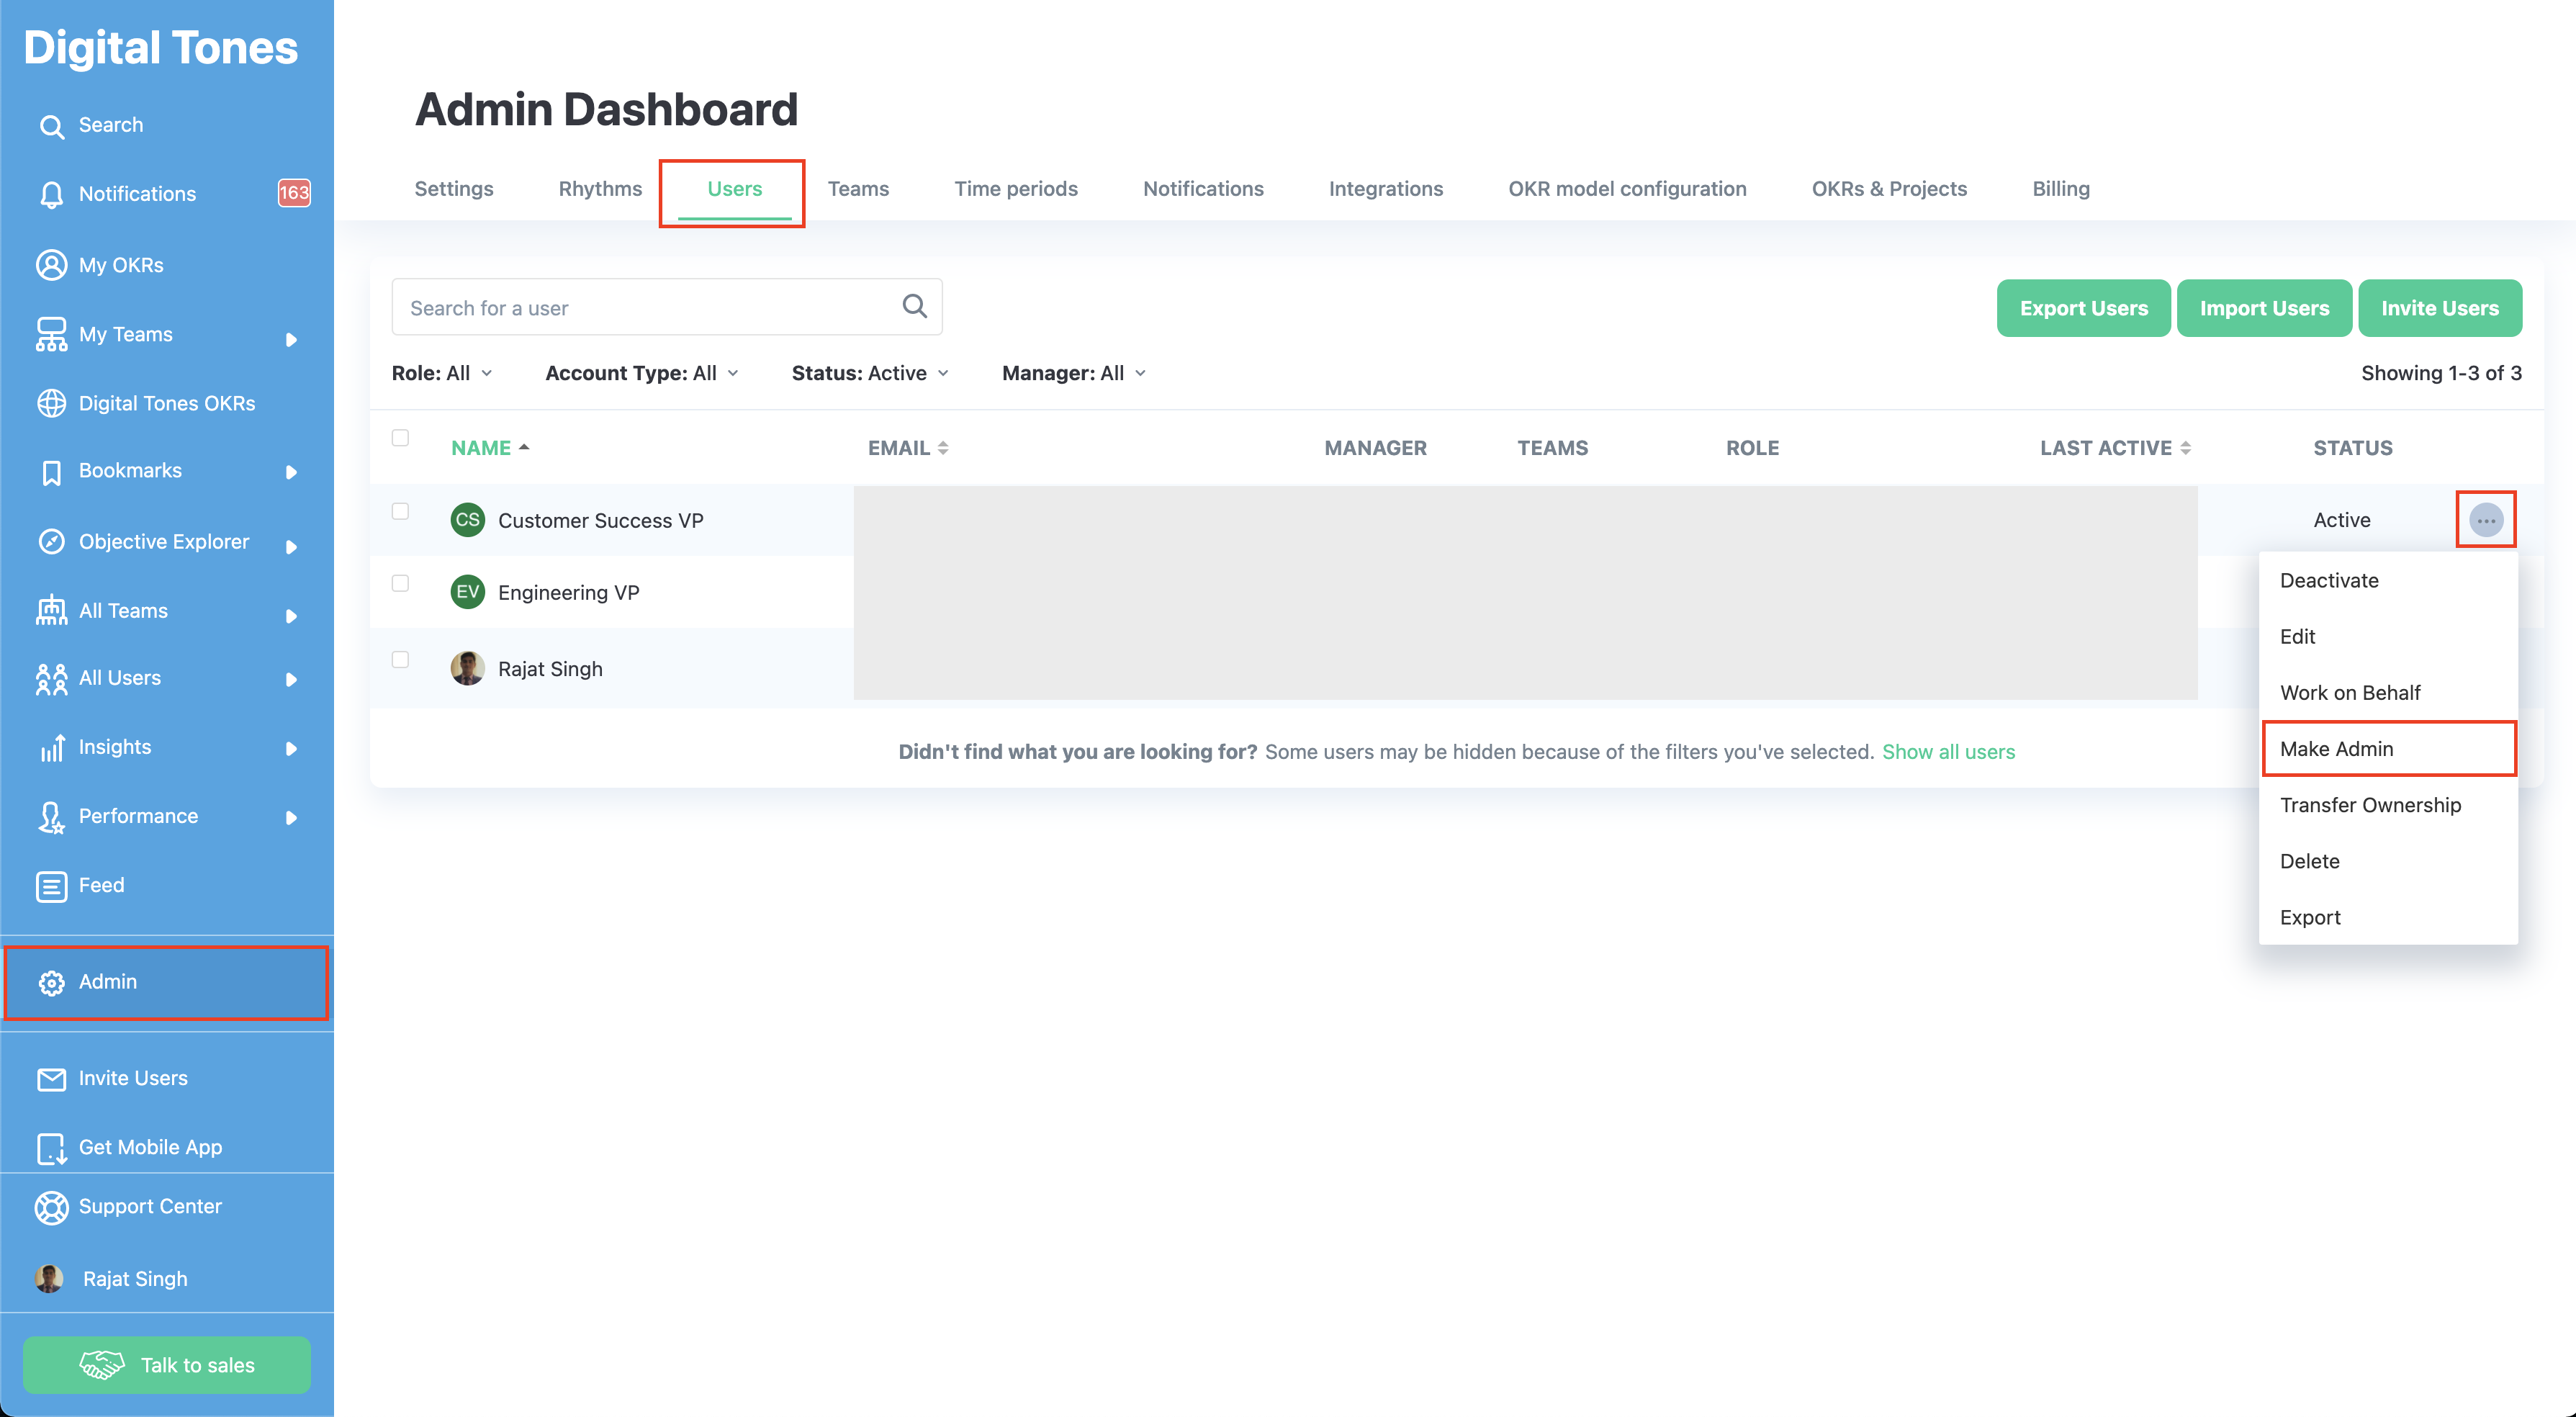 Digital Tones
Search
Notifications 163
My OKRs
My Teams
Digital Tones OKRs
Bookmarks
Objective Explorer
All Teams
All Users
Insights
Performance
Feed
Admin
Invite Users
Get Mobile App
Support Center
Rajat Singh
Talk to sales
Admin Dashboard
Settings Rhythms Users Teams Time periods Notifications Integrations OKR model configuration OKRs & Projects Billing
Search for a user Export Users Import Users Invite Users
Role: All Account Type: All Status: Active Manager: All Showing 1-3 of 3
NAME EMAIL MANAGER TEAMS ROLE LAST ACTIVE STATUS
CS Customer Success VP Active
EV Engineering VP
Rajat Singh
Didn't find what you are looking for? Some users may be hidden because of the filters you've selected. Show all users
Deactivate
Edit
Work on Behalf
Make Admin
Transfer Ownership
Delete
Export